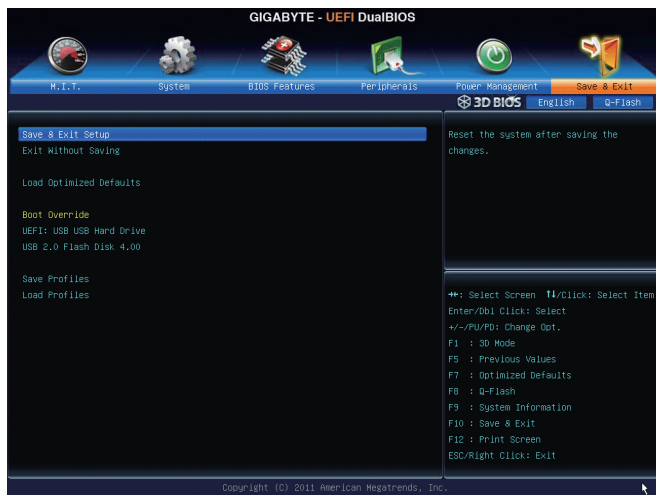 GIGABYTE - UEFI DualBIOS
M.I.T.
System
BIOS Features
Peripherals
Power Management
Save & Exit
3D BIOS
English
Q-Flash
Save & Exit Setup
Exit Without Saving
Load Optimized Defaults
Boot Override
UEFI: USB USB Hard Drive
USB 2.0 Flash Disk 4.00
Save Profiles
Load Profiles
Reset the system after saving the
changes.
→←: Select Screen ↑↓/Click: Select Item
Enter/Dbl Click: Select
+/-/PU/PD: Change Opt.
F1 : 3D Mode
F5 : Previous Values
F7 : Optimized Defaults
F8 : Q-Flash
F9 : System Information
F10 : Save & Exit
F12 : Print Screen
ESC/Right Click: Exit
Copyright (C) 2011 American Megatrends, Inc.